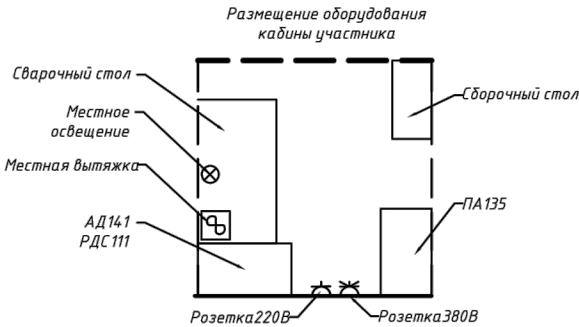 Размещение оборудования
кабины участника
Сварочный стол
Сборочный стол
Местное
освещение
Местная вытяжка
ПА135
АД141
РДС111
Розетка220В
Розетка380В